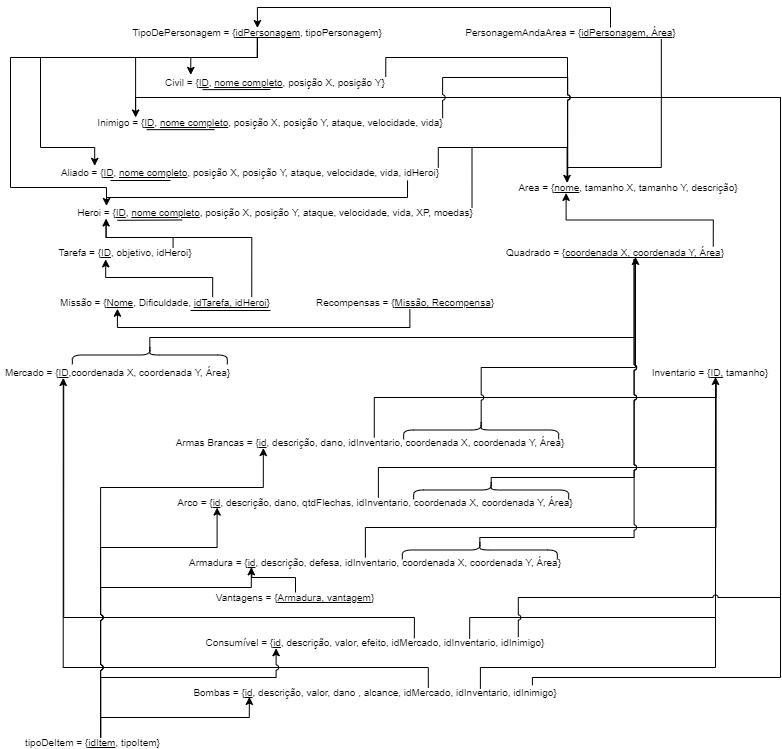 TipoDePersonagem = {idPersonagem, tipoPersonagem}
PersonagemAndaArea = {idPersonagem, Área}
Civil = {ID, nome completo, posição X, posição Y}
Inimigo = {ID, nome completo, posição X, posição Y, ataque, velocidade, vida}
Aliado = {ID, nome completo, posição X, posição Y, ataque, velocidade, vida, idHeroi}
Area = {nome, tamanho X, tamanho Y, descrição}
Heroi = {ID, nome completo, posição X, posição Y, ataque, velocidade, vida, XP, moedas}
Tarefa = {ID, objetivo, idHeroi}
Quadrado = {coordenada X, coordenada Y, Área}
Missão = {Nome, Dificuldade, idTarefa, idHeroi}
Recompensas = {Missão, Recompensa}
Mercado = {ID,coordenada X, coordenada Y, Área}
Inventario = {ID, tamanho}
Armas Brancas = {id, descrição, dano, idInventario, coordenada X, coordenada Y, Área}
Arco = {id, descrição, dano, qtdFlechas, idInventario, coordenada X, coordenada Y, Área}
Armadura = {id, descrição, defesa, idInventario, coordenada X, coordenada Y, Área}
Vantagens = {Armadura, vantagem}
Consumível = {id, descrição, valor, efeito, idMercado, idInventario, idInimigo}
Bombas = {id, descrição, valor, dano , alcance, idMercado, idInventario, idInimigo}
tipoDeItem = {idItem, tipoItem}